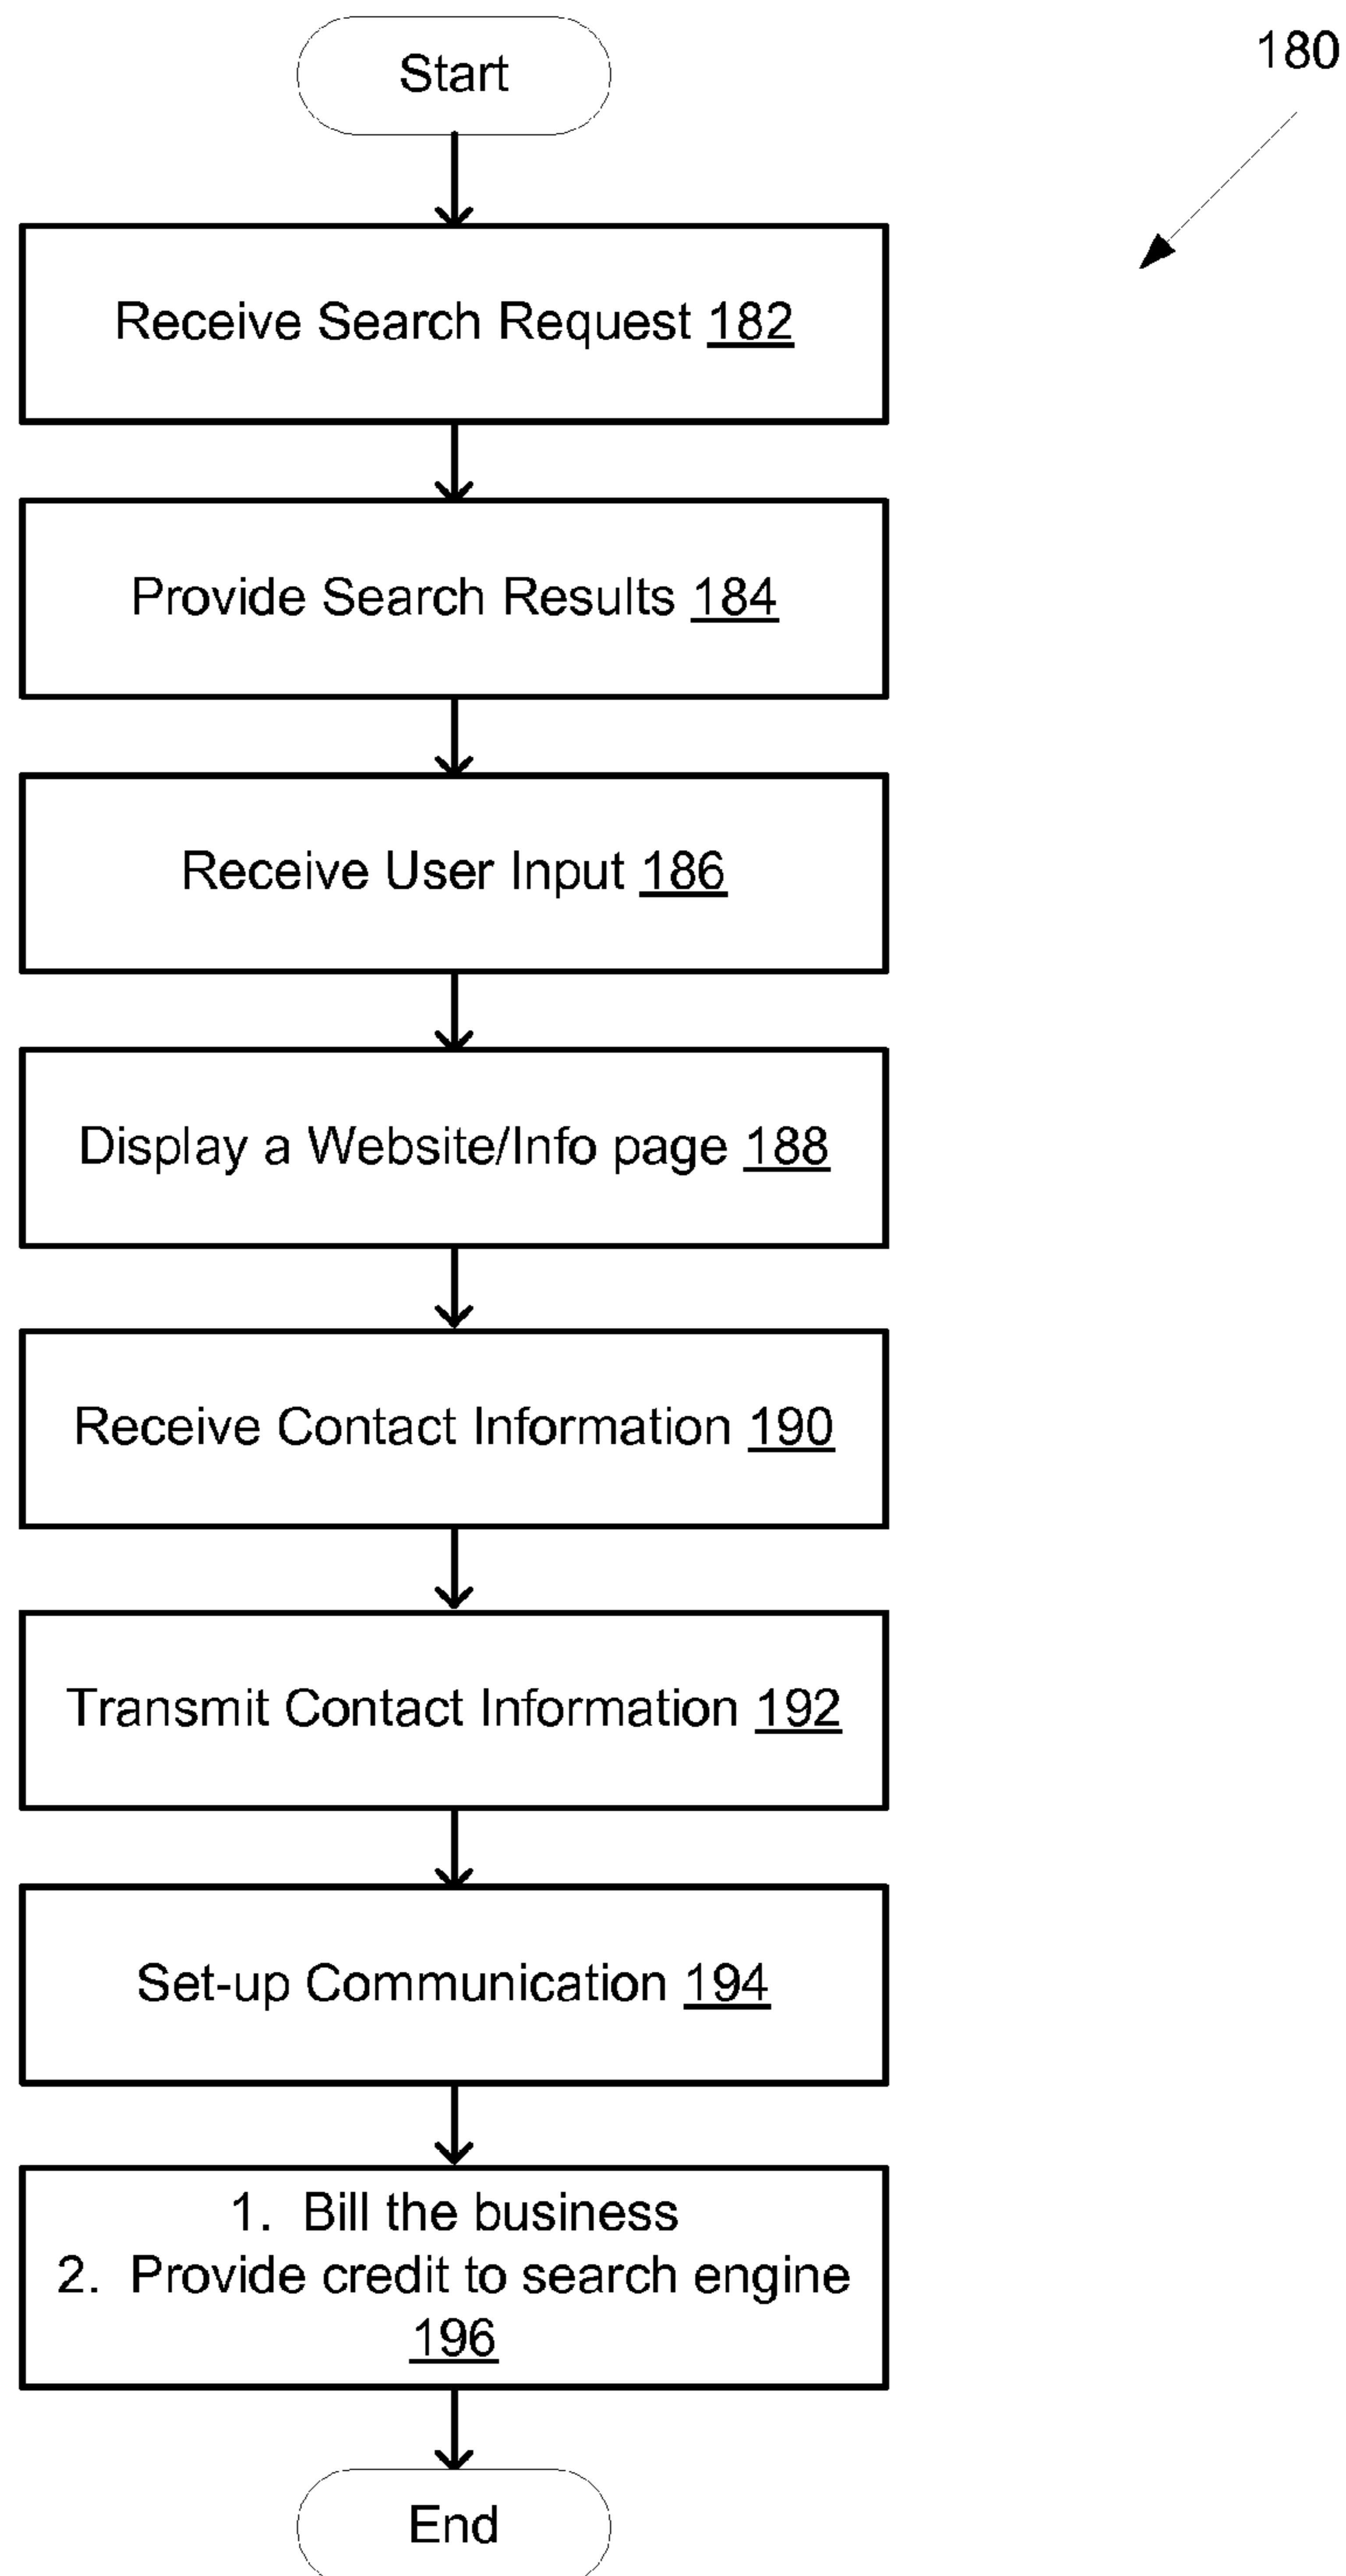 Start
180
Receive Search Request 182
Provide Search Results 184
Receive User Input 186
Display a Website/Info page 188
Receive Contact Information 190
Transmit Contact Information 192
Set-up Communication 194
1. Bill the business
2. Provide credit to search engine
196
End